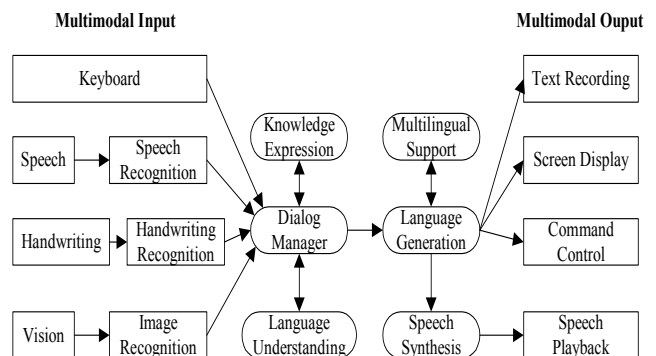 Multimodal Input
Multimodal Ouput
Keyboard
Text Recording
Knowledge
Expression
Multilingual
Support
Speech
Speech
Recognition
Screen Display
Handwriting
Handwriting
Recognition
Dialog
Manager
Language
Generation
Command
Control
Vision
Image
Recognition
Language
Understanding
Speech
Synthesis
Speech
Playback